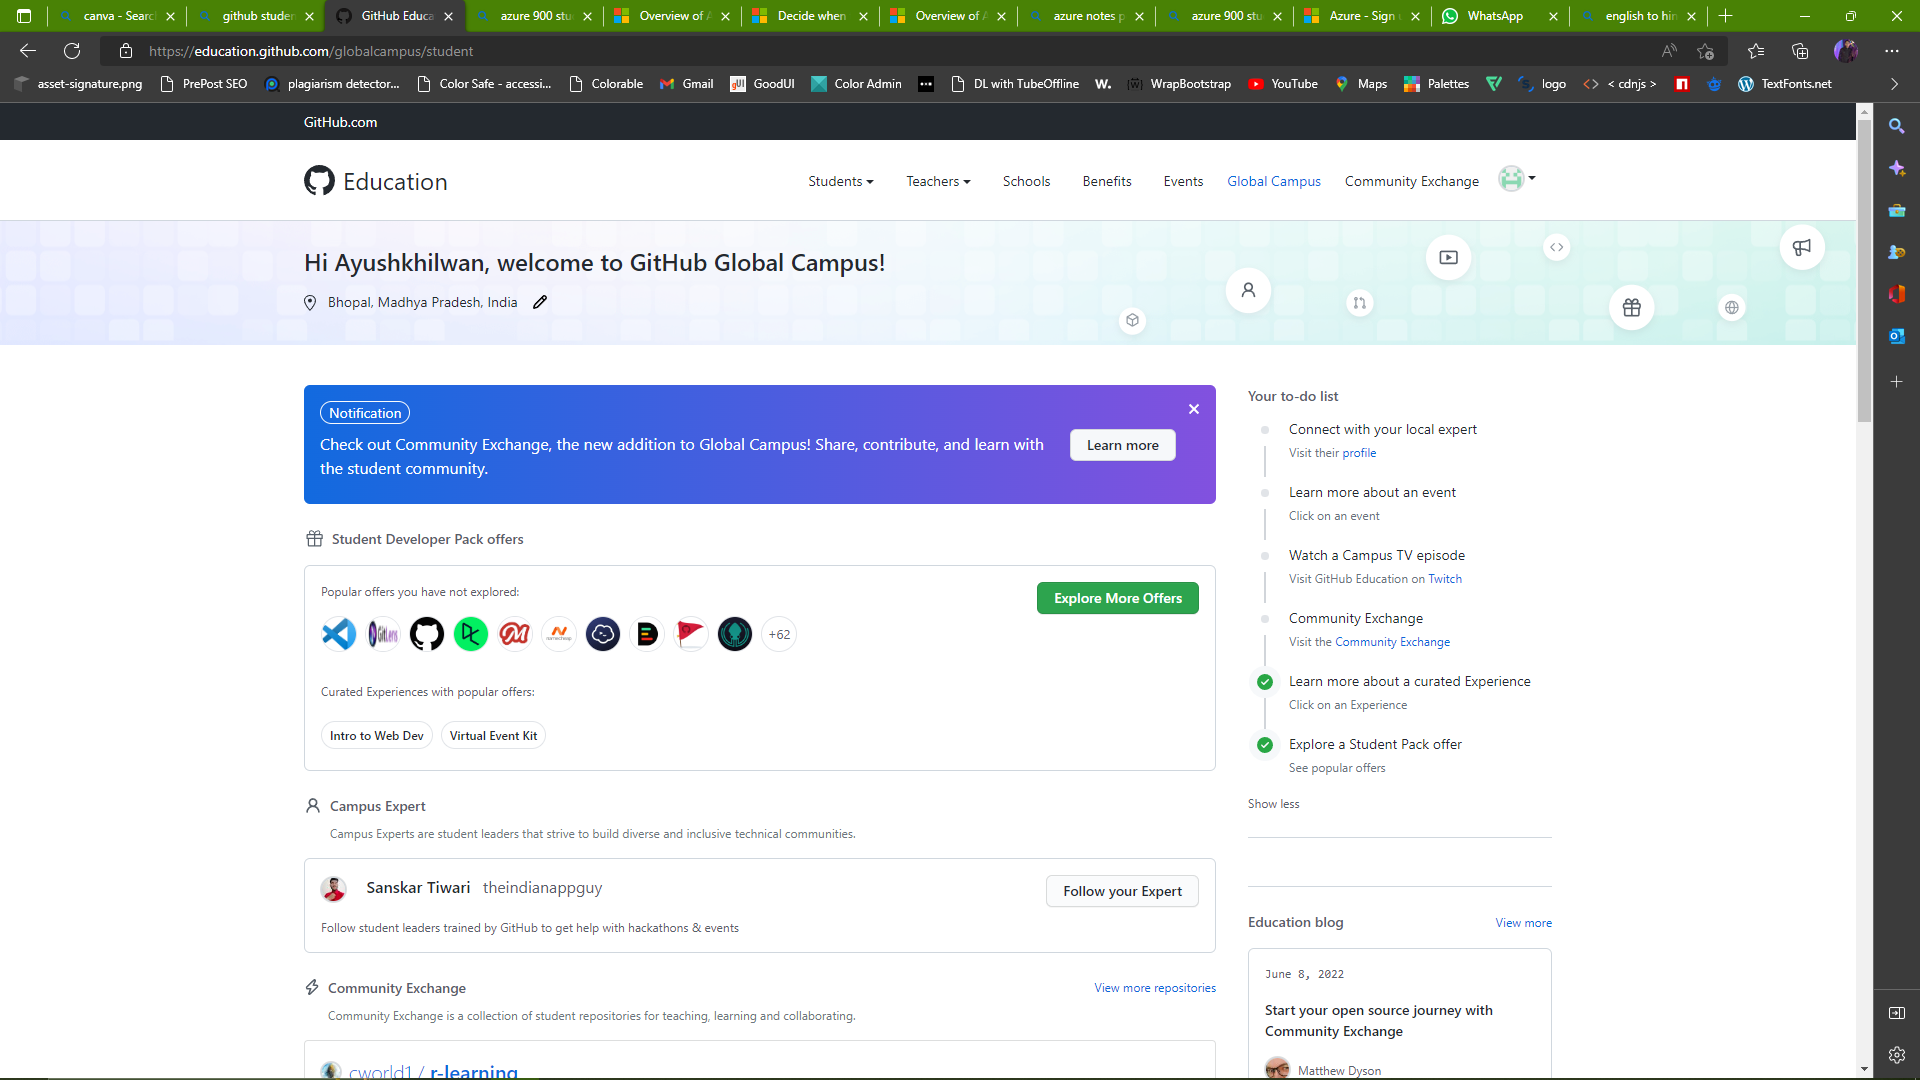 canva - Searc
github studen
GitHub Educa
azure 900 stu
Overview of A
Decide when
Overview of A
azure notes p
azure 900 stu
Azure - Sign u
WhatsApp
english to hin
https://education.github.com/globalcampus/student
asset-signature.png
PrePost SEO
plagiarism detector...
Color Safe - accessi...
Colorable
Gmail
GoodUI
Color Admin
DL with TubeOffline
W.
WrapBootstrap
YouTube
Maps
Palettes
logo
< cdnjs >
TextFonts.net
GitHub.com
Education
Students
Teachers
Schools
Benefits
Events
Global Campus
Community Exchange
Hi Ayushkhilwan, welcome to GitHub Global Campus!
Bhopal, Madhya Pradesh, India
Notification
Check out Community Exchange, the new addition to Global Campus! Share, contribute, and learn with
the student community.
Learn more
Student Developer Pack offers
Popular offers you have not explored:
Explore More Offers
GitLens
namecheap
+62
Curated Experiences with popular offers:
Intro to Web Dev
Virtual Event Kit
Campus Expert
Campus Experts are student leaders that strive to build diverse and inclusive technical communities.
Sanskar Tiwari theindianappguy
Follow your Expert
Follow student leaders trained by GitHub to get help with hackathons & events
Community Exchange
View more repositories
Community Exchange is a collection of student repositories for teaching, learning and collaborating.
cworld1 / r-learning
Your to-do list
Connect with your local expert
Visit their profile
Learn more about an event
Click on an event
Watch a Campus TV episode
Visit GitHub Education on Twitch
Community Exchange
Visit the Community Exchange
Learn more about a curated Experience
Click on an Experience
Explore a Student Pack offer
See popular offers
Show less
Education blog
View more
June 8, 2022
Start your open source journey with
Community Exchange
Matthew Dyson